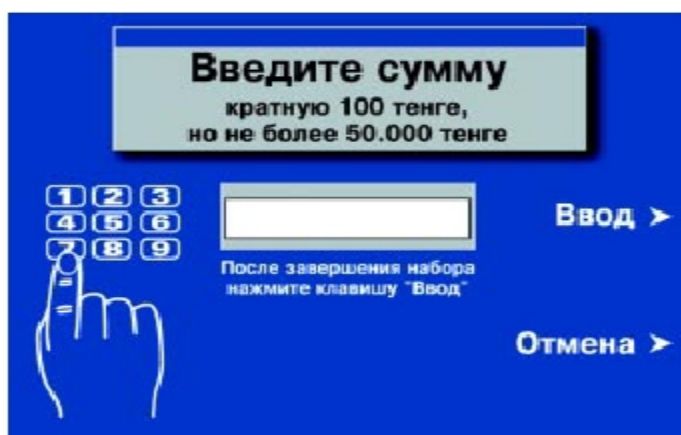 Введите сумму
кратную 100 тенге,
но не более 50.000 тенге
1 2 3
4 5 6
7 8 9
Ввод
После завершения набора
нажмите клавишу "Ввод"
Отмена